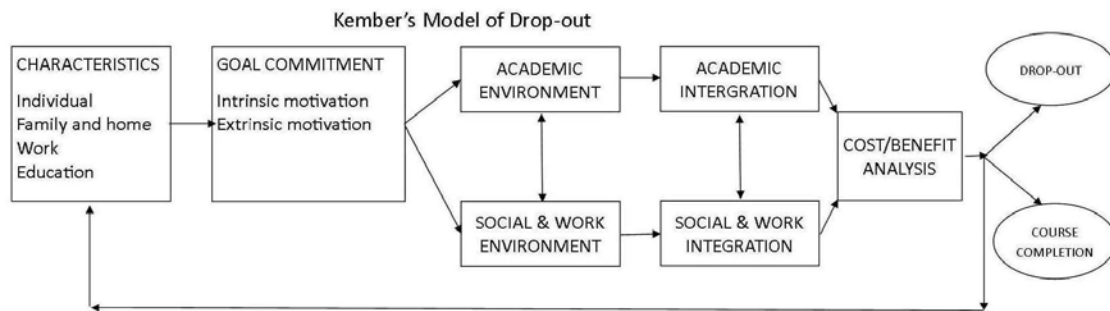 Kember’s Model of Drop-out
CHARACTERISTICS
Individual
Family and home
Work
Education
GOAL COMMITMENT
Intrinsic motivation
Extrinsic motivation
ACADEMIC
ENVIRONMENT
SOCIAL & WORK
ENVIRONMENT
ACADEMIC
INTERGRATION
SOCIAL & WORK
INTEGRATION
COST/BENEFIT
ANALYSIS
DROP-OUT
COURSE
COMPLETION